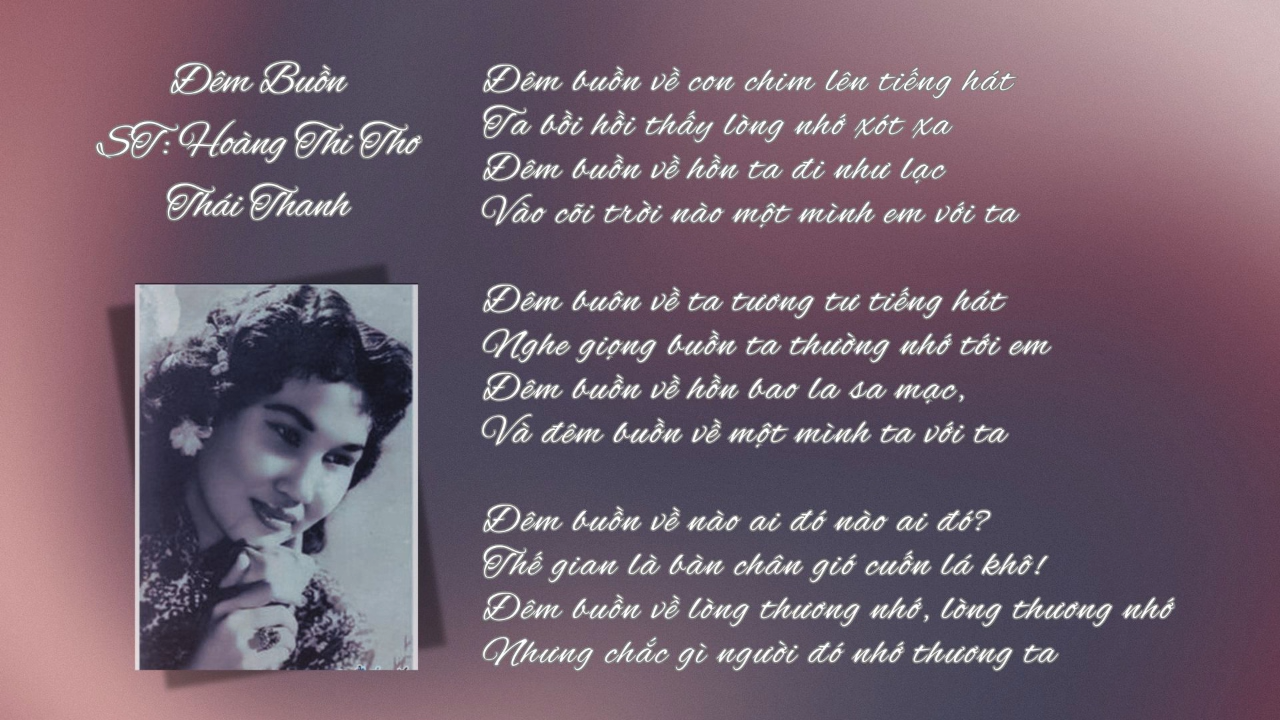 Đêm Buồn
ST: Hoàng Thi Thơ
Thái Thanh
Đêm buồn về con chim lên tiếng hát
Ta bồi hồi thấy lòng nhớ xót xa
Đêm buồn về hồn ta đi như lạc
Vào cõi trời nào một mình em với ta
Đêm buôn về ta tương tư tiếng hát
Nghe giọng buồn ta thường nhớ tới em
Đêm buồn về hồn bao la sa mạc,
Và đêm buồn về một mình ta với ta
Đêm buồn về nào ai đó nào ai đó?
Thế gian là bàn chân gió cuốn lá khô!
Đêm buồn về lòng thương nhớ, lòng thương nhớ
Nhưng chắc gì người đó nhớ thương ta